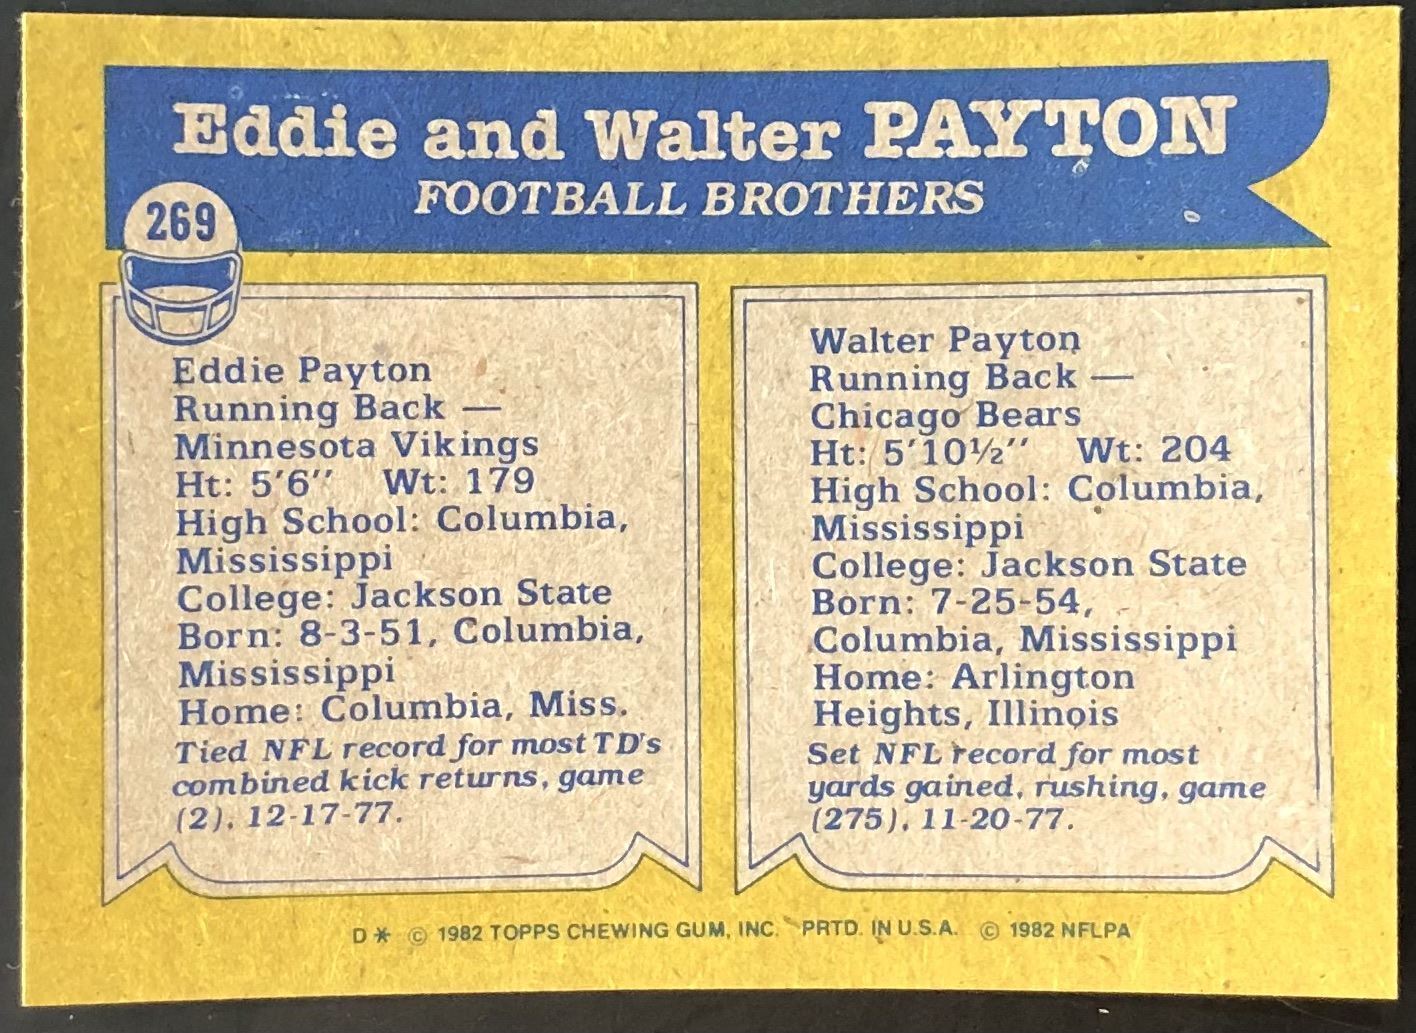 Eddie and Walter PAYTON
FOOTBALL BROTHERS
269
Eddie Payton
Running Back —
Minnesota Vikings
Ht: 5'6'' Wt: 179
High School: Columbia,
Mississippi
College: Jackson State
Born: 8-3-51, Columbia,
Mississippi
Home: Columbia, Miss.
Tied NFL record for most TD's
combined kick returns, game
(2), 12-17-77.
Walter Payton
Running Back —
Chicago Bears
Ht: 5'10½'' Wt: 204
High School: Columbia,
Mississippi
College: Jackson State
Born: 7-25-54,
Columbia, Mississippi
Home: Arlington
Heights, Illinois
Set NFL record for most
yards gained, rushing, game
(275), 11-20-77.
D * © 1982 TOPPS CHEWING GUM, INC. PRTD. IN U.S.A. © 1982 NFLPA